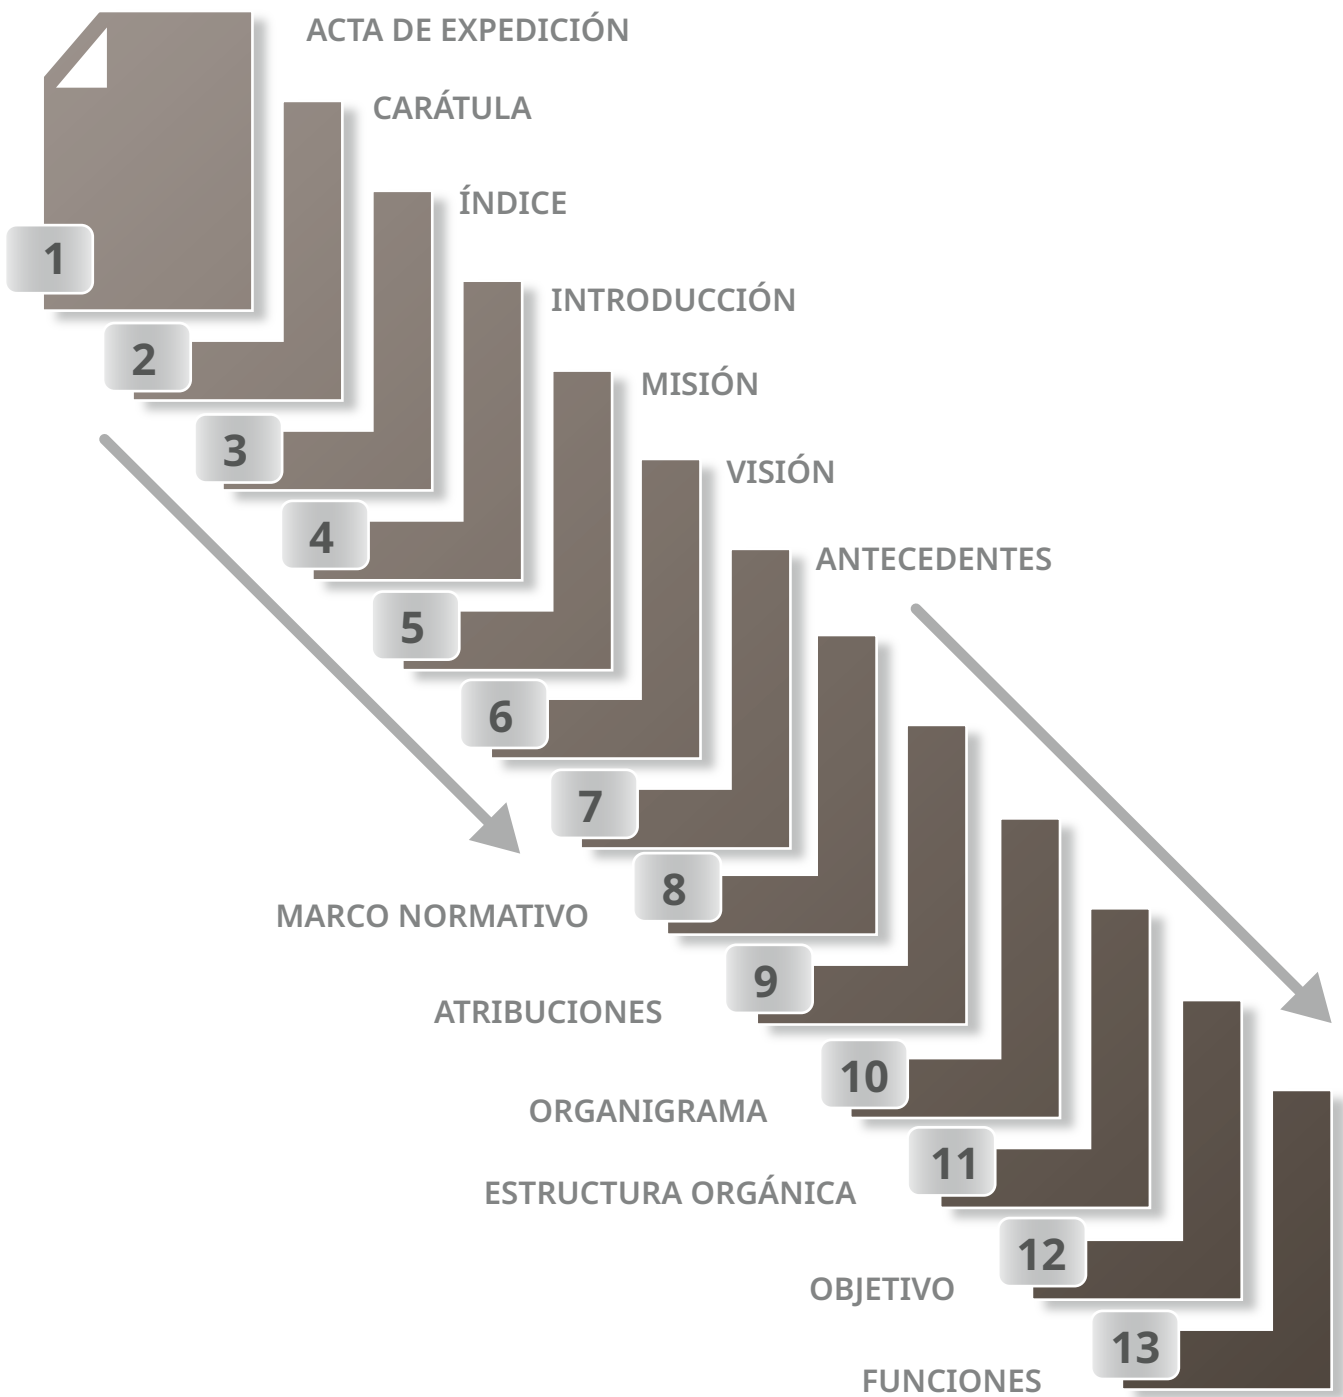 ACTA DE EXPEDICIÓN
CARÁTULA
ÍNDICE
1
INTRODUCCIÓN
2
MISIÓN
3
VISIÓN
4
ANTECEDENTES
5
6
7
8
MARCO NORMATIVO
9
ATRIBUCIONES
10
ORGANIGRAMA
11
ESTRUCTURA ORGÁNICA
12
OBJETIVO
13
FUNCIONES